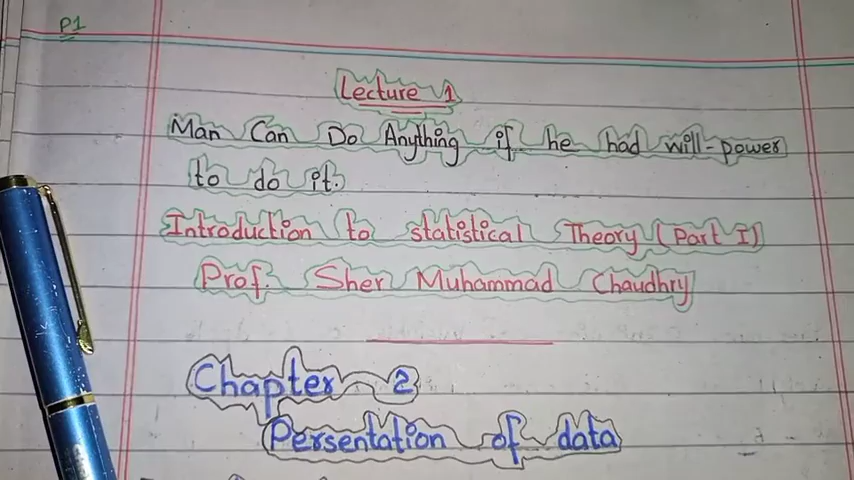 P1
Lecture 1
Man Can Do Anything if he had will-power
to do it.
Introduction to statistical Theory (Part I)
Prof. Sher Muhammad Chaudhry
Chapter 2
Persentation of data